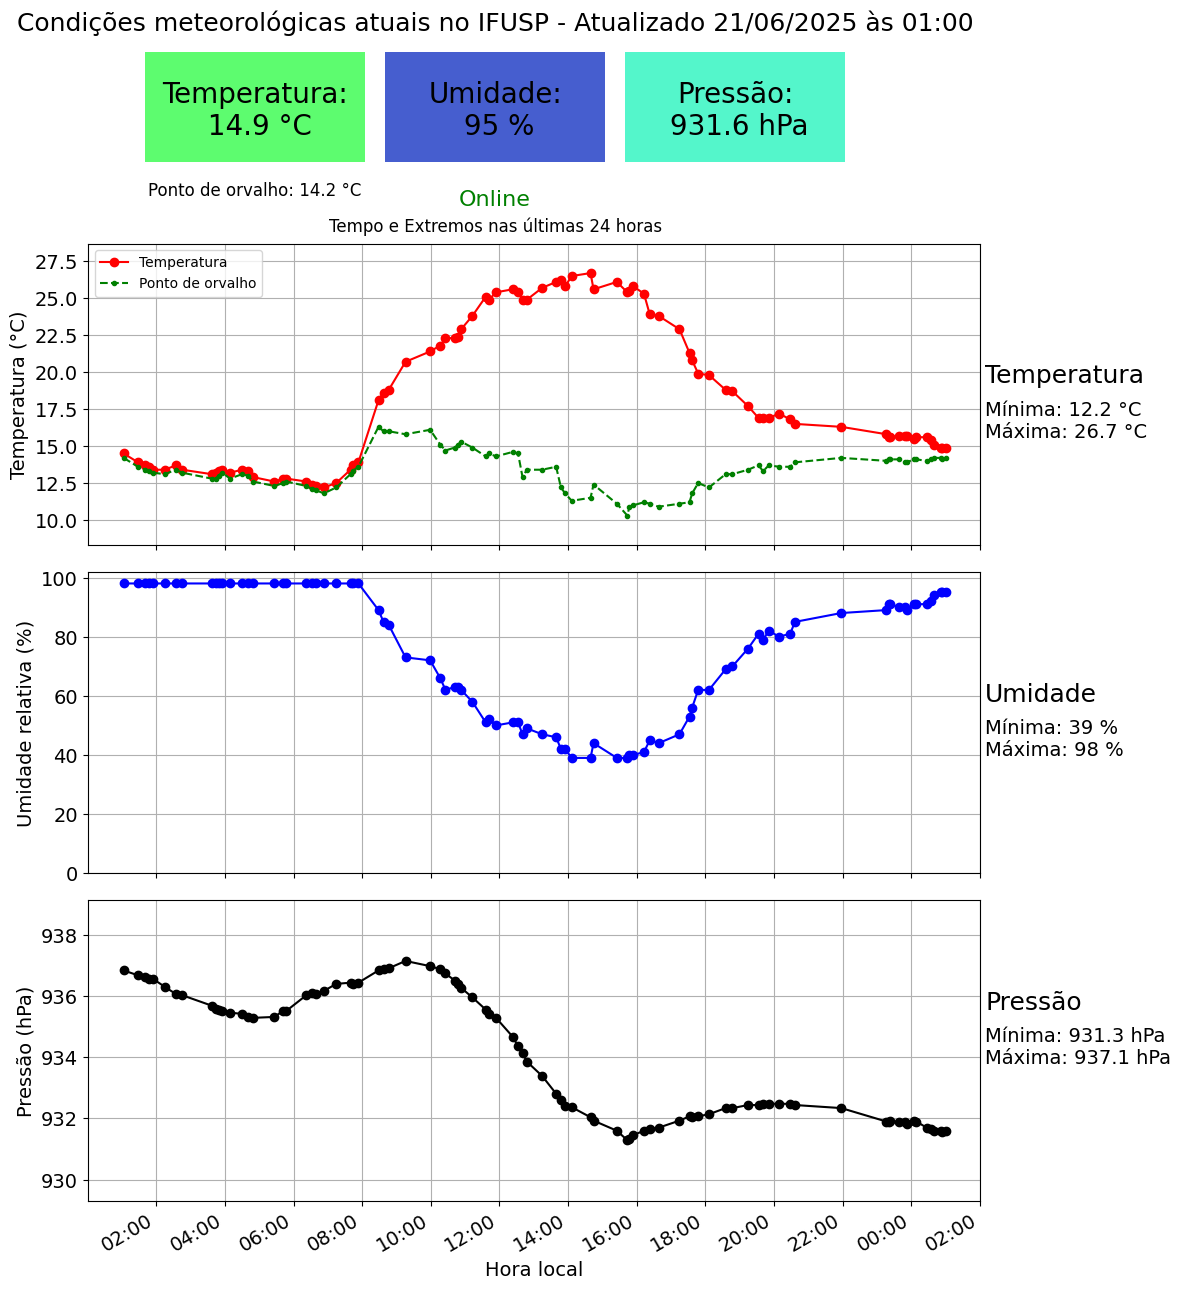 Condições meteorológicas atuais no IFUSP - Atualizado 21/06/2025 às 01:00
Temperatura:
14.9 °C
Umidade:
95 %
Pressão:
931.6 hPa
Ponto de orvalho: 14.2 °C
Online
Tempo e Extremos nas últimas 24 horas
Temperatura
Ponto de orvalho
Temperatura (°C)
27.5
25.0
22.5
20.0
17.5
15.0
12.5
10.0
Temperatura
Mínima: 12.2 °C
Máxima: 26.7 °C
Umidade relativa (%)
100
80
60
40
20
0
Umidade
Mínima: 39 %
Máxima: 98 %
Pressão (hPa)
938
936
934
932
930
Pressão
Mínima: 931.3 hPa
Máxima: 937.1 hPa
02:00
04:00
06:00
08:00
10:00
12:00
14:00
16:00
18:00
20:00
22:00
00:00
02:00
Hora local